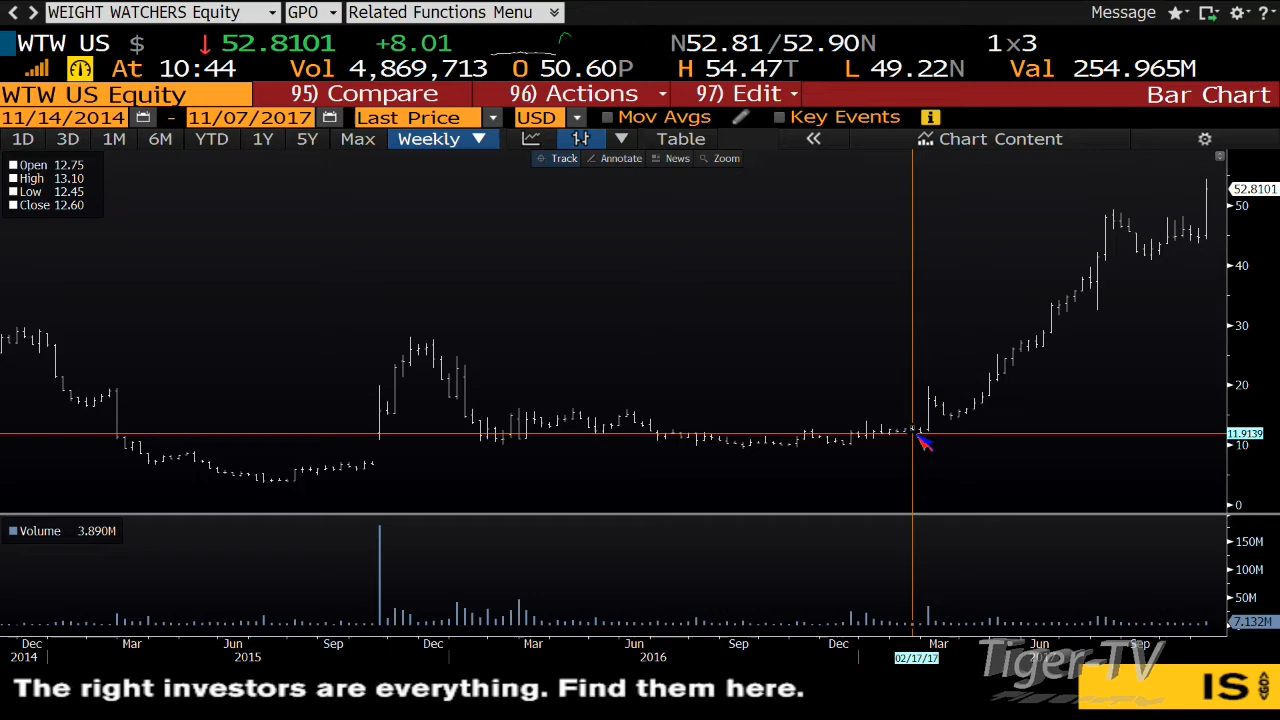 WEIGHT WATCHERS Equity GPO Related Functions Menu Message
WTW US $ 52.8101 +8.01 N52.81/52.90N 1x3
At 10:44 Vol 4,869,713 O 50.60P H 54.47T L 49.22N Val 254.965M
WTW US Equity 95) Compare 96) Actions 97) Edit Bar Chart
11/14/2014 - 11/07/2017 Last Price USD Mov Avgs Key Events
1D 3D 1M 6M YTD 1Y 5Y Max Weekly Table Chart Content
Track Annotate News Zoom
Open 12.75
High 13.10
Low 12.45
Close 12.60
52.8101
50
40
30
20
11.9139
10
0
Volume 3.890M
150M
100M
50M
7.132M
Dec Mar Jun Sep Dec Mar Jun Sep Dec Mar Jun Sep
2014 2015 2016 02/17/17
Tiger-TV
The right investors are everything. Find them here. IS